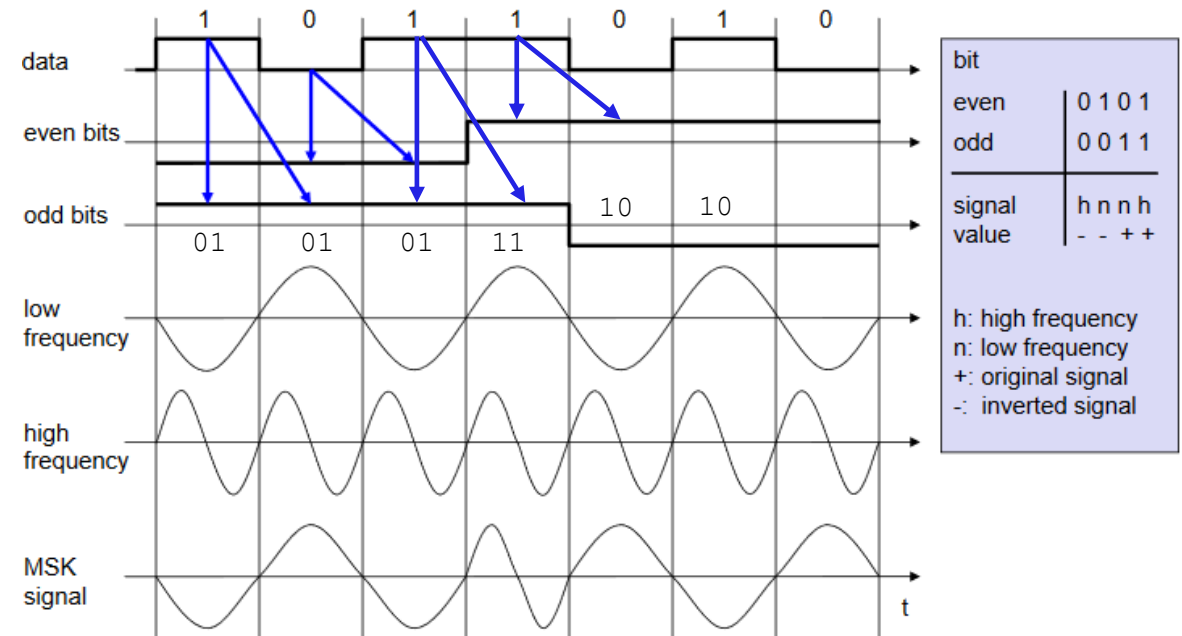 1 0 1 1 0 1 0
data
even bits
odd bits
10 10
01 01 01 11
low
frequency
high
frequency
MSK
signal
t
bit
even 0 1 0 1
odd 0 0 1 1
signal h n n h
value - - + +
h: high frequency
n: low frequency
+: original signal
-: inverted signal